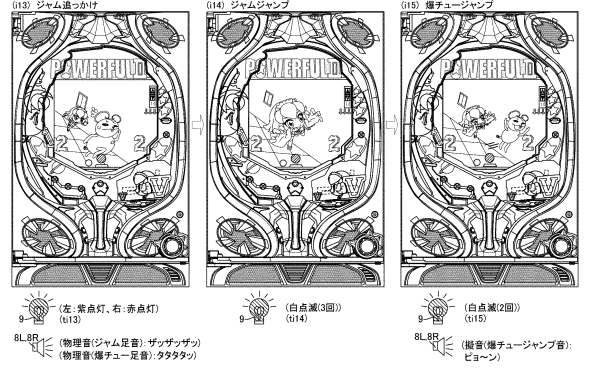 (i13) ジャム追っかけ
(i14) ジャムジャンプ
(i15) 爆チュージャンプ
POWERFUL
2 2
V
POWERFUL
2 2
V
POWERFUL
2 2
V
9
(左:紫点灯、右:赤点灯)
(ti13)
8L,8R
(物理音(ジャム足音):ザッザッザッ)
(物理音(爆チュー足音):タタタタッ)
9
(白点滅(3回))
(ti14)
9
(白点滅(2回))
(ti15)
8L,8R
(擬音(爆チュージャンプ音):
ピョ~ン)